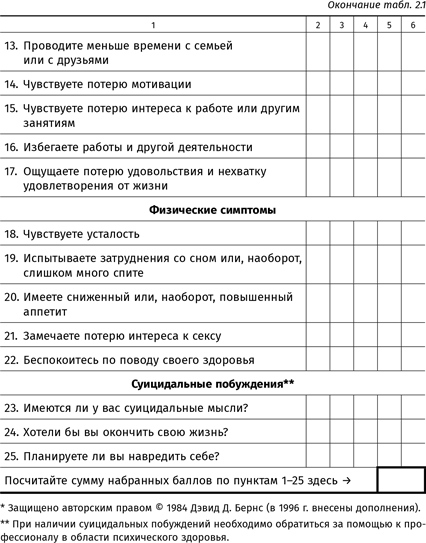 Окончание табл. 2.1
1 2 3 4 5 6
13. Проводите меньше времени с семьей
или с друзьями
14. Чувствуете потерю мотивации
15. Чувствуете потерю интереса к работе или другим
занятиям
16. Избегаете работы и другой деятельности
17. Ощущаете потерю удовольствия и нехватку
удовлетворения от жизни
Физические симптомы
18. Чувствуете усталость
19. Испытываете затруднения со сном или, наоборот,
слишком много спите
20. Имеете сниженный или, наоборот, повышенный
аппетит
21. Замечаете потерю интереса к сексу
22. Беспокоитесь по поводу своего здоровья
Суицидальные побуждения**
23. Имеются ли у вас суицидальные мысли?
24. Хотели бы вы окончить свою жизнь?
25. Планируете ли вы навредить себе?
Посчитайте сумму набранных баллов по пунктам 1–25 здесь →
* Защищено авторским правом © 1984 Дэвид Д. Бернс (в 1996 г. внесены дополнения).
** При наличии суицидальных побуждений необходимо обратиться за помощью к про-
фессионалу в области психического здоровья.